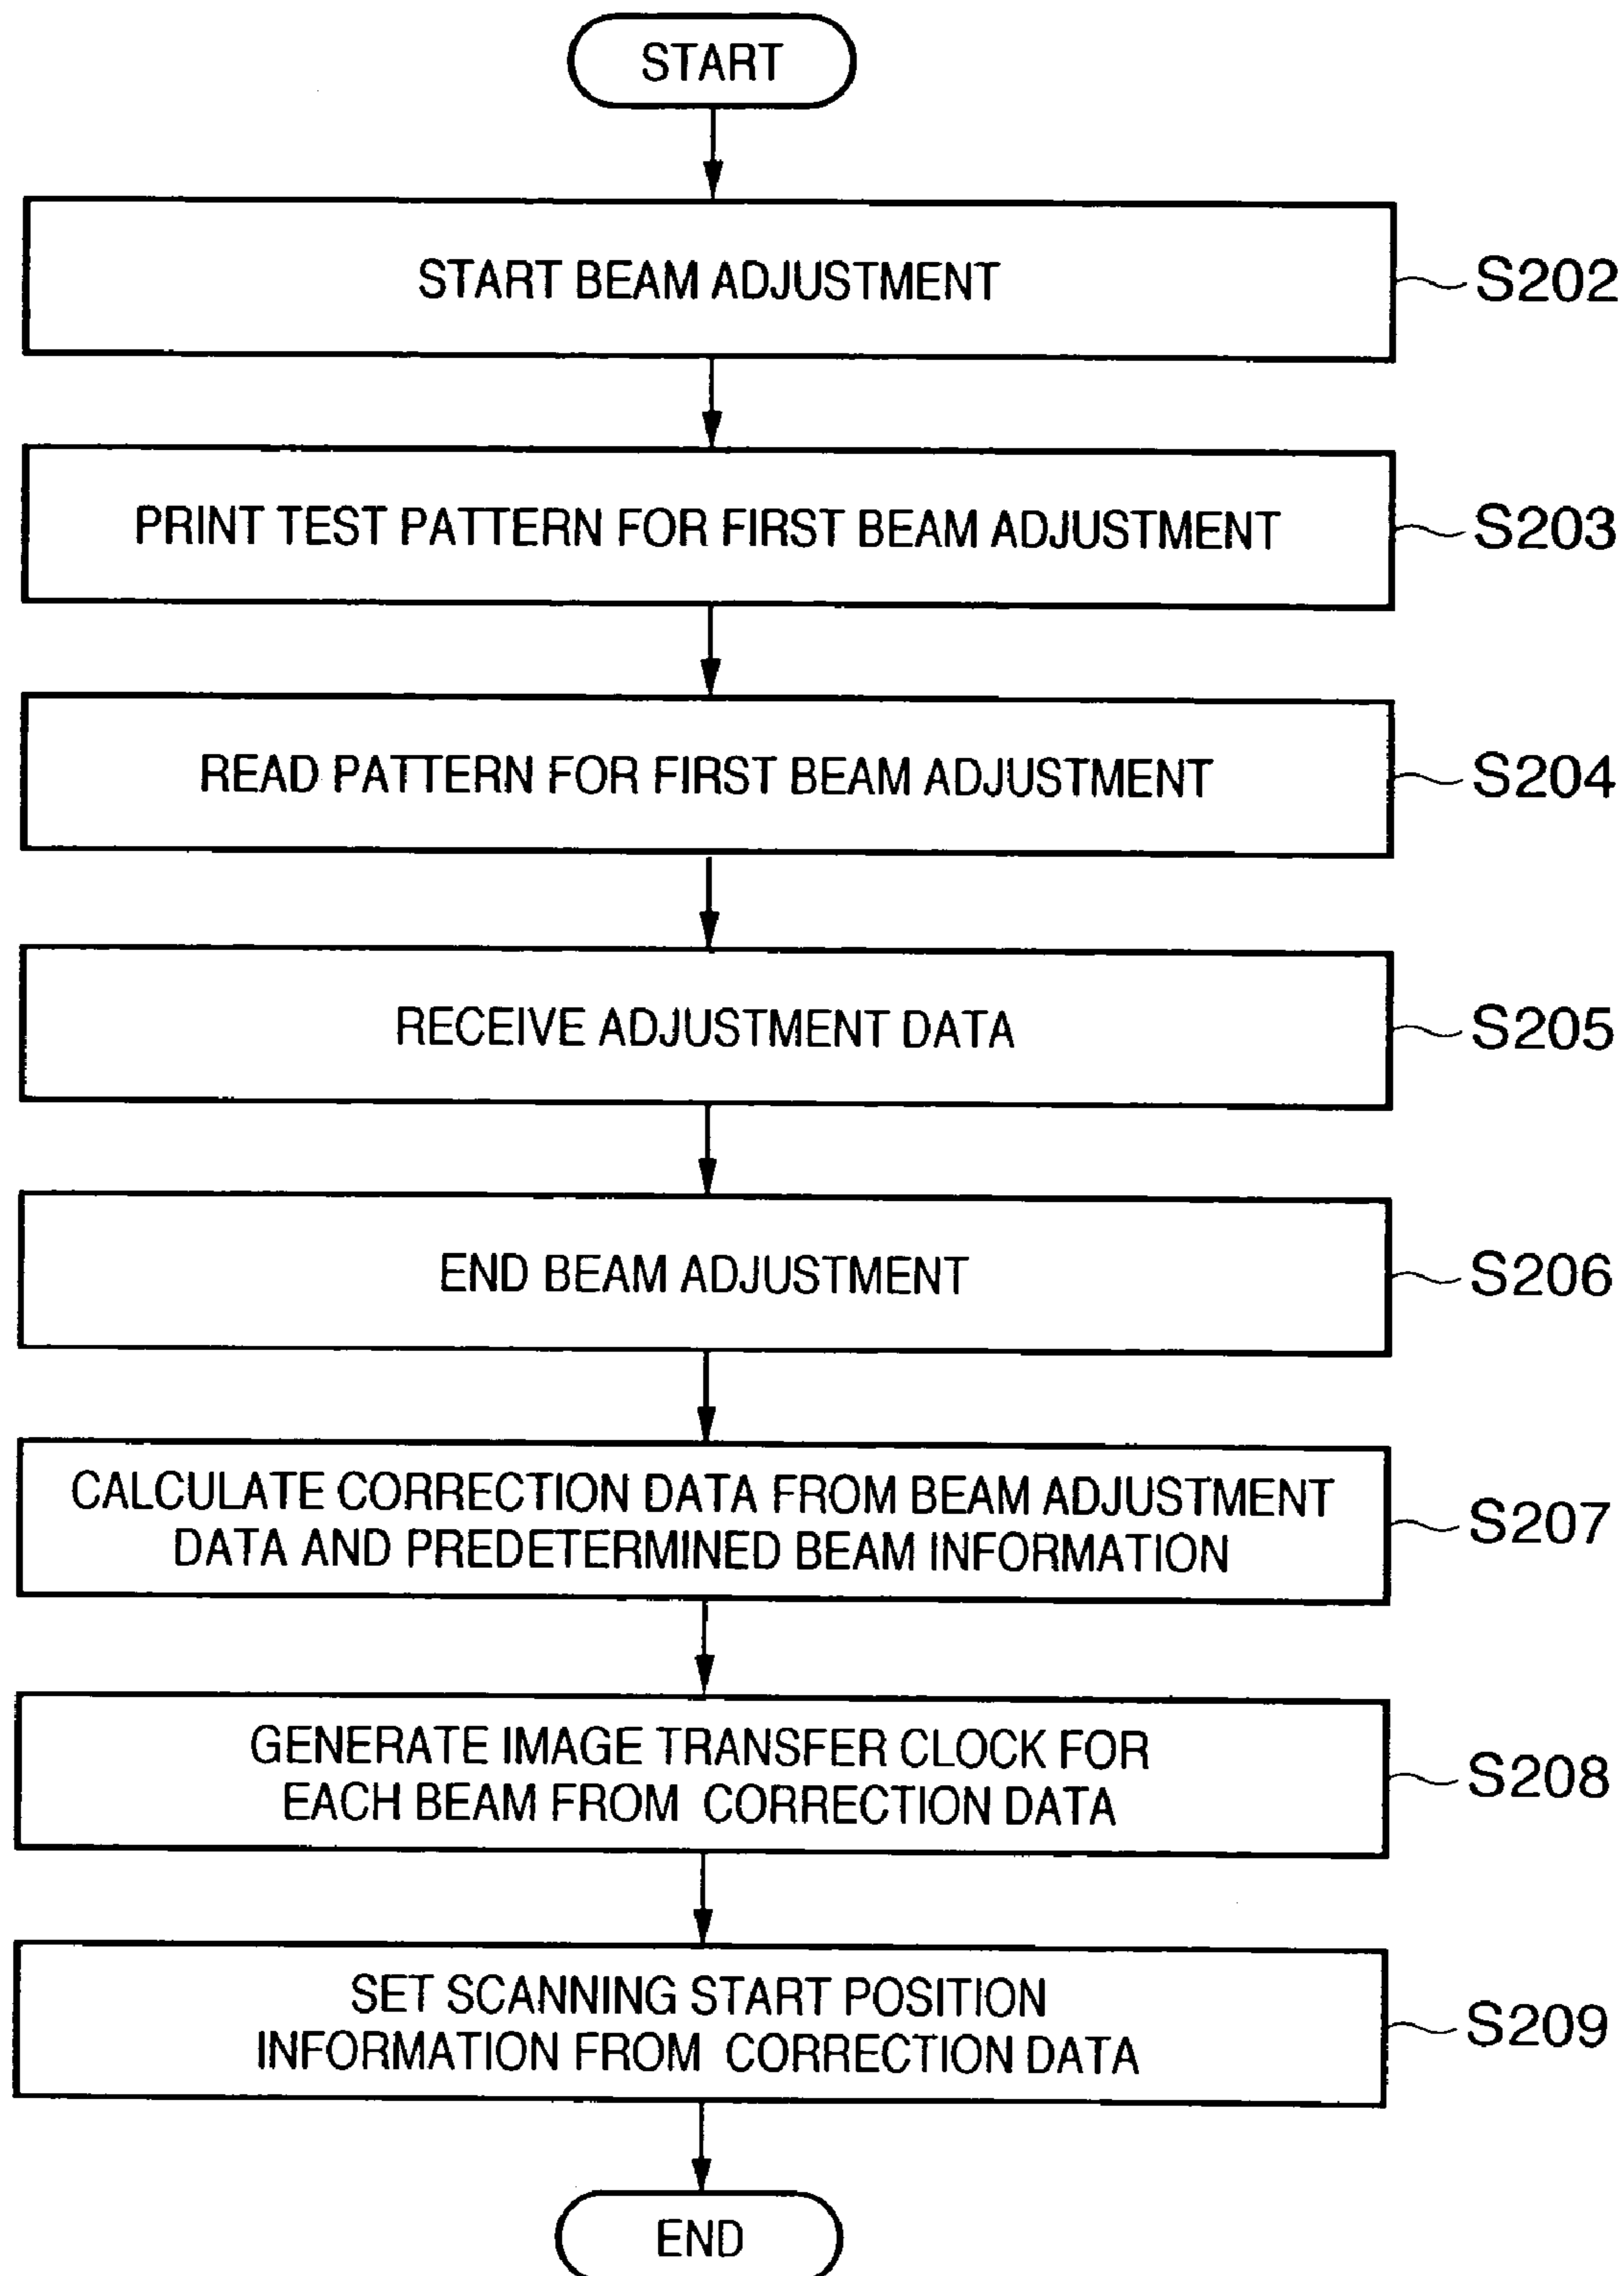 START
START BEAM ADJUSTMENT
S202
PRINT TEST PATTERN FOR FIRST BEAM ADJUSTMENT
S203
READ PATTERN FOR FIRST BEAM ADJUSTMENT
S204
RECEIVE ADJUSTMENT DATA
S205
END BEAM ADJUSTMENT
S206
CALCULATE CORRECTION DATA FROM BEAM ADJUSTMENT
DATA AND PREDETERMINED BEAM INFORMATION
S207
GENERATE IMAGE TRANSFER CLOCK FOR
EACH BEAM FROM CORRECTION DATA
S208
SET SCANNING START POSITION
INFORMATION FROM CORRECTION DATA
S209
END